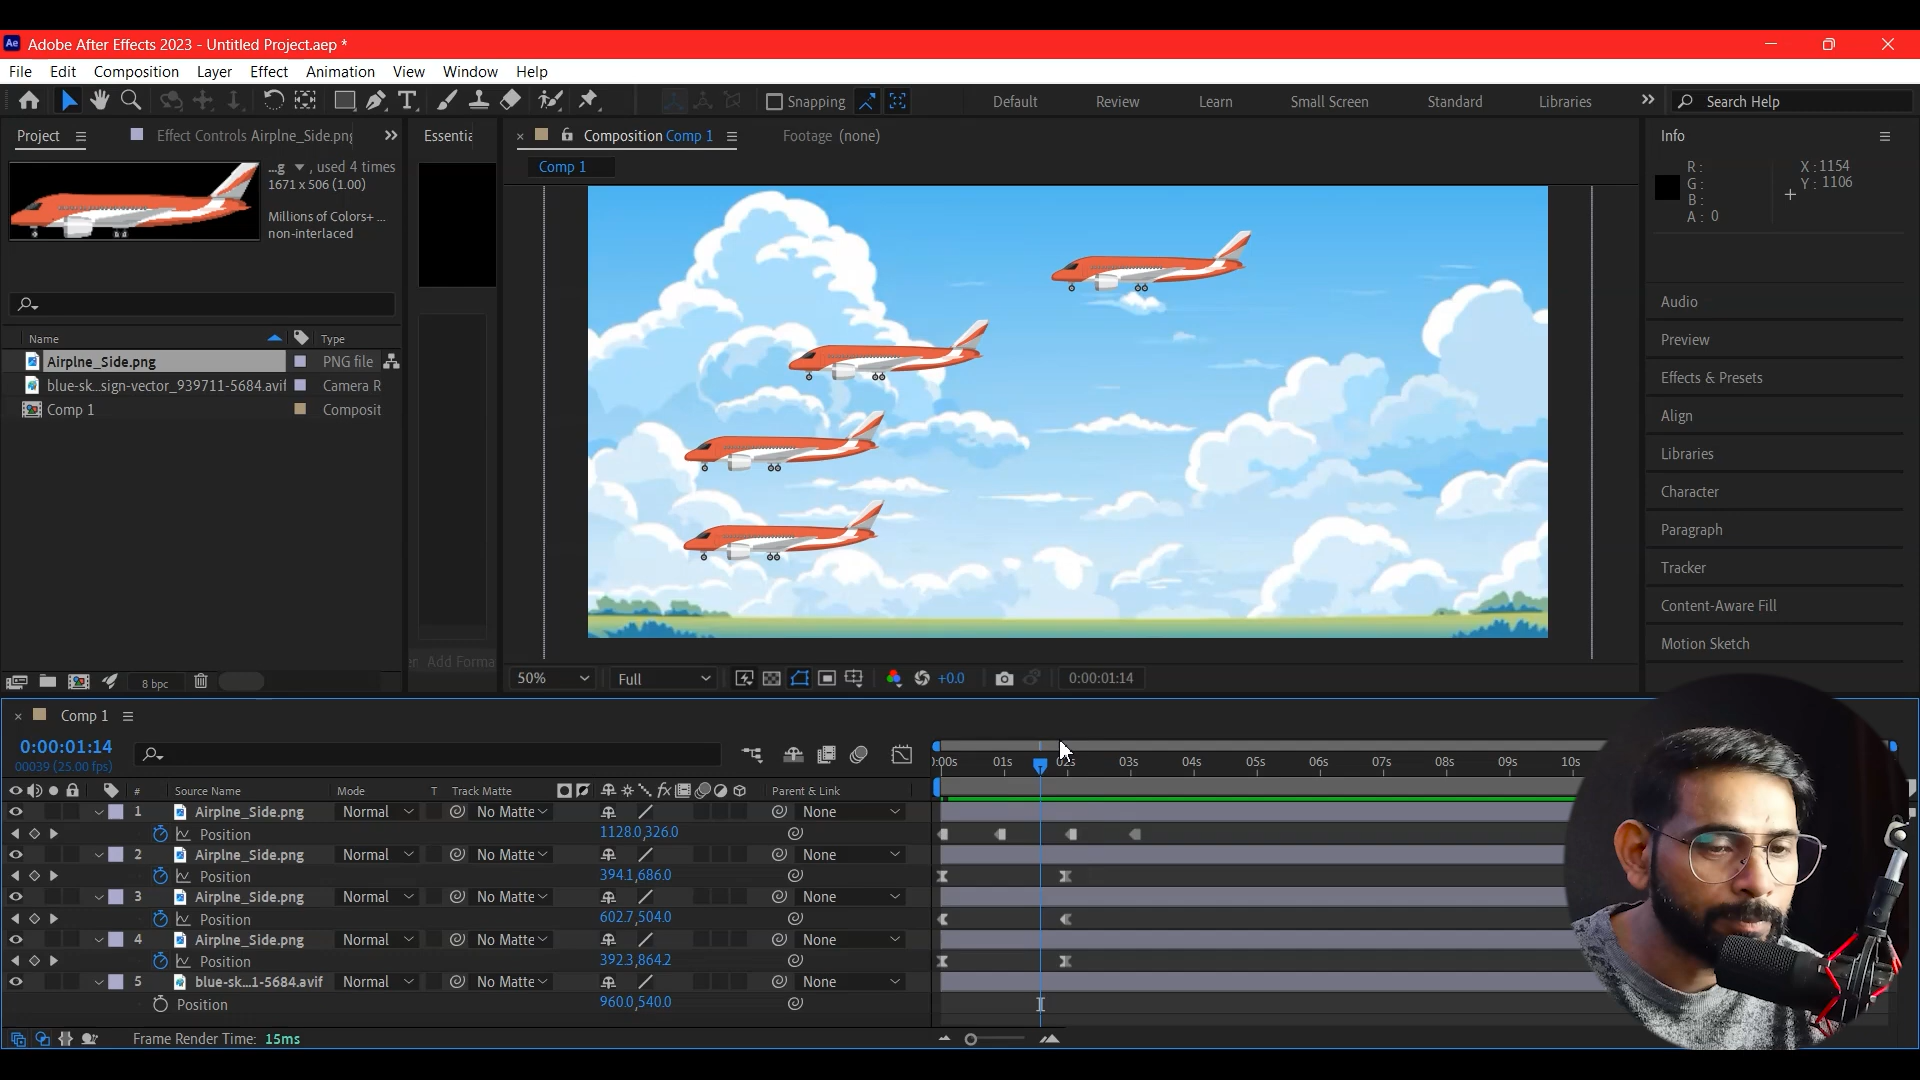 Ae Adobe After Effects 2023 - Untitled Project.aep *
File Edit Composition Layer Effect Animation View Window Help
Snapping Default Review Learn Small Screen Standard Libraries Search Help
Project Effect Controls Airplne_Side.png Essentia Composition Comp 1 Footage (none) Info
...g , used 4 times
1671 x 506 (1.00)
Millions of Colors+ ...
non-interlaced
Comp 1
R: X:1154
G: Y: 1106
B:
A: 0
Name Type
Airplne_Side.png PNG file
blue-sk...sign-vector_939711-5684.avif Camera R
Comp 1 Composit
Audio
Preview
Effects & Presets
Align
Libraries
Character
Paragraph
Tracker
Content-Aware Fill
Motion Sketch
Add Forma
8 bpc
50% Full +0.0 0:00:01:14
Comp 1
0:00:01:14
00039 (25.00 fps)
:00s 01s 02s 03s 04s 05s 06s 07s 08s 09s 10s
# Source Name Mode T Track Matte fx Parent & Link
1 Airplne_Side.png Normal No Matte None
Position 1128.0,326.0
2 Airplne_Side.png Normal No Matte None
Position 394.1,686.0
3 Airplne_Side.png Normal No Matte None
Position 602.7,504.0
4 Airplne_Side.png Normal No Matte None
Position 392.3,864.2
5 blue-sk...1-5684.avif Normal No Matte None
Position 960.0,540.0
Frame Render Time: 15ms